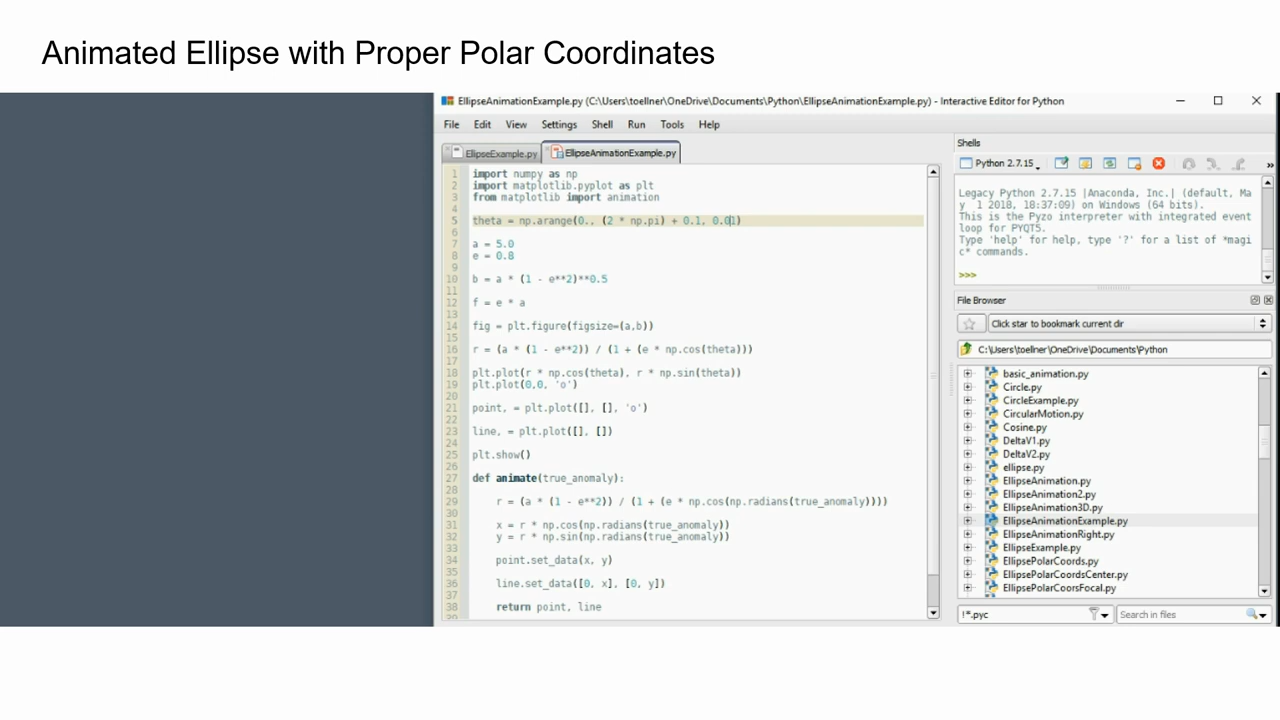 Animated Ellipse with Proper Polar Coordinates
EllipseAnimationExample.py (C:\Users\toellner\OneDrive\Documents\Python\EllipseAnimationExample.py) - Interactive Editor for Python
File Edit View Settings Shell Run Tools Help
EllipseExample.py EllipseAnimationExample.py
1 import numpy as np
2 import matplotlib.pyplot as plt
3 from matplotlib import animation
4
5 theta = np.arange(0., (2 * np.pi) + 0.1, 0.01)
6
7 a = 5.0
8 e = 0.8
9
10 b = a * (1 - e**2)**0.5
11
12 f = e * a
13
14 fig = plt.figure(figsize=(a,b))
15
16 r = (a * (1 - e**2)) / (1 + (e * np.cos(theta)))
17
18 plt.plot(r * np.cos(theta), r * np.sin(theta))
19 plt.plot(0,0, 'o')
20
21 point, = plt.plot([], [], 'o')
22
23 line, = plt.plot([], [])
24
25 plt.show()
26
27 def animate(true_anomaly):
28
29 r = (a * (1 - e**2)) / (1 + (e * np.cos(np.radians(true_anomaly))))
30
31 x = r * np.cos(np.radians(true_anomaly))
32 y = r * np.sin(np.radians(true_anomaly))
33
34 point.set_data(x, y)
35
36 line.set_data([0, x], [0, y])
37
38 return point, line
39
Shells
Python 2.7.15 »
Legacy Python 2.7.15 |Anaconda, Inc.| (default, Ma
y 1 2018, 18:37:09) on Windows (64 bits).
This is the Pyzo interpreter with integrated event
loop for PYQT5.
Type 'help' for help, type '?' for a list of *magi
c* commands.
>>>
File Browser
Click star to bookmark current dir
C:\Users\toellner\OneDrive\Documents\Python
basic_animation.py
Circle.py
CircleExample.py
CircularMotion.py
Cosine.py
DeltaV1.py
DeltaV2.py
ellipse.py
EllipseAnimation.py
EllipseAnimation2.py
EllipseAnimation3D.py
EllipseAnimationExample.py
EllipseAnimationRight.py
EllipseExample.py
EllipsePolarCoords.py
EllipsePolarCoordsCenter.py
EllipsePolarCoorsFocal.py
!*.pyc Search in files